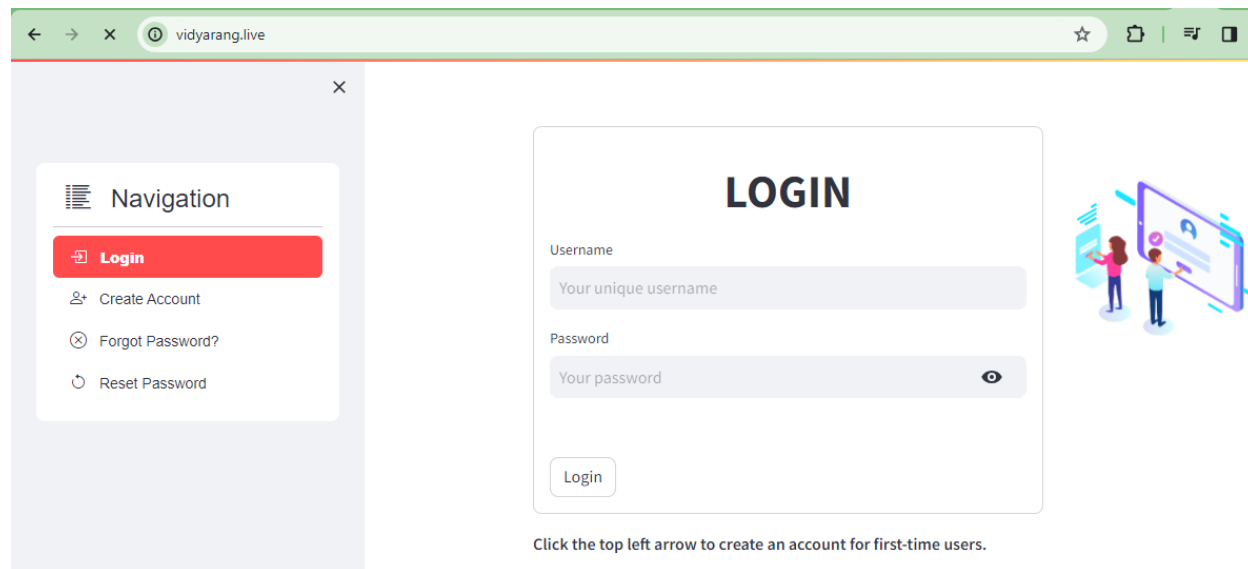 vidyarang.live
Navigation
Login
Create Account
Forgot Password?
Reset Password
LOGIN
Username
Your unique username
Password
Your password
Login
Click the top left arrow to create an account for first-time users.